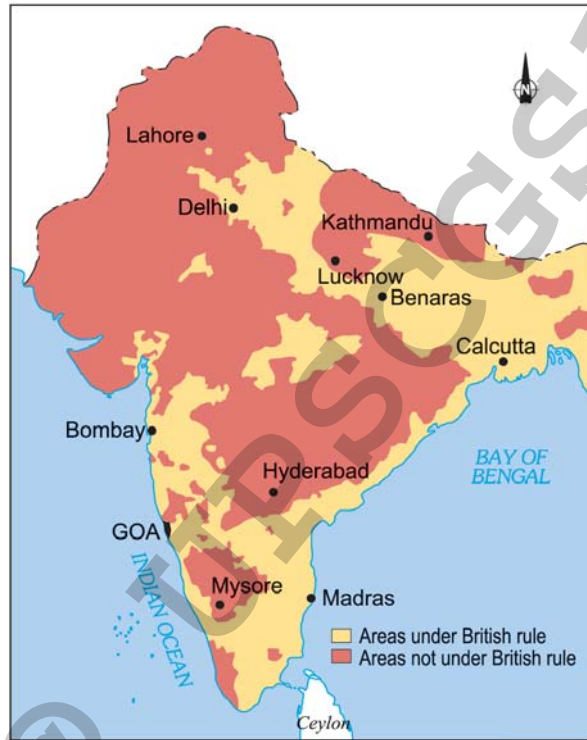 N
Lahore
Delhi
Kathmandu
Lucknow
Benaras
Calcutta
Bombay
BAY OF
BENGAL
Hyderabad
GOA
INDIAN OCEAN
Mysore
Madras
Areas under British rule
Areas not under British rule
Ceylon